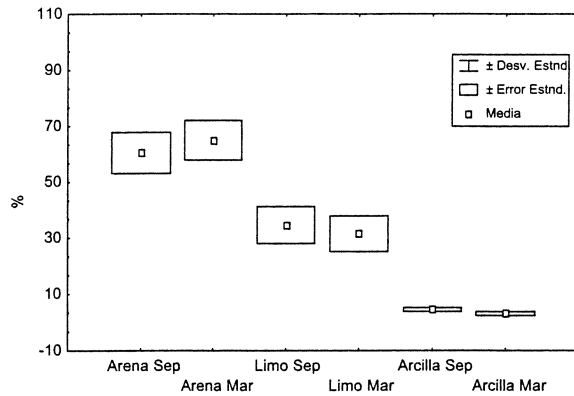 110
90
70
50
30
10
-10
%
± Desv. Estnd
± Error Estnd.
Media
Arena Sep
Limo Sep
Arcilla Sep
Arena Mar
Limo Mar
Arcilla Mar